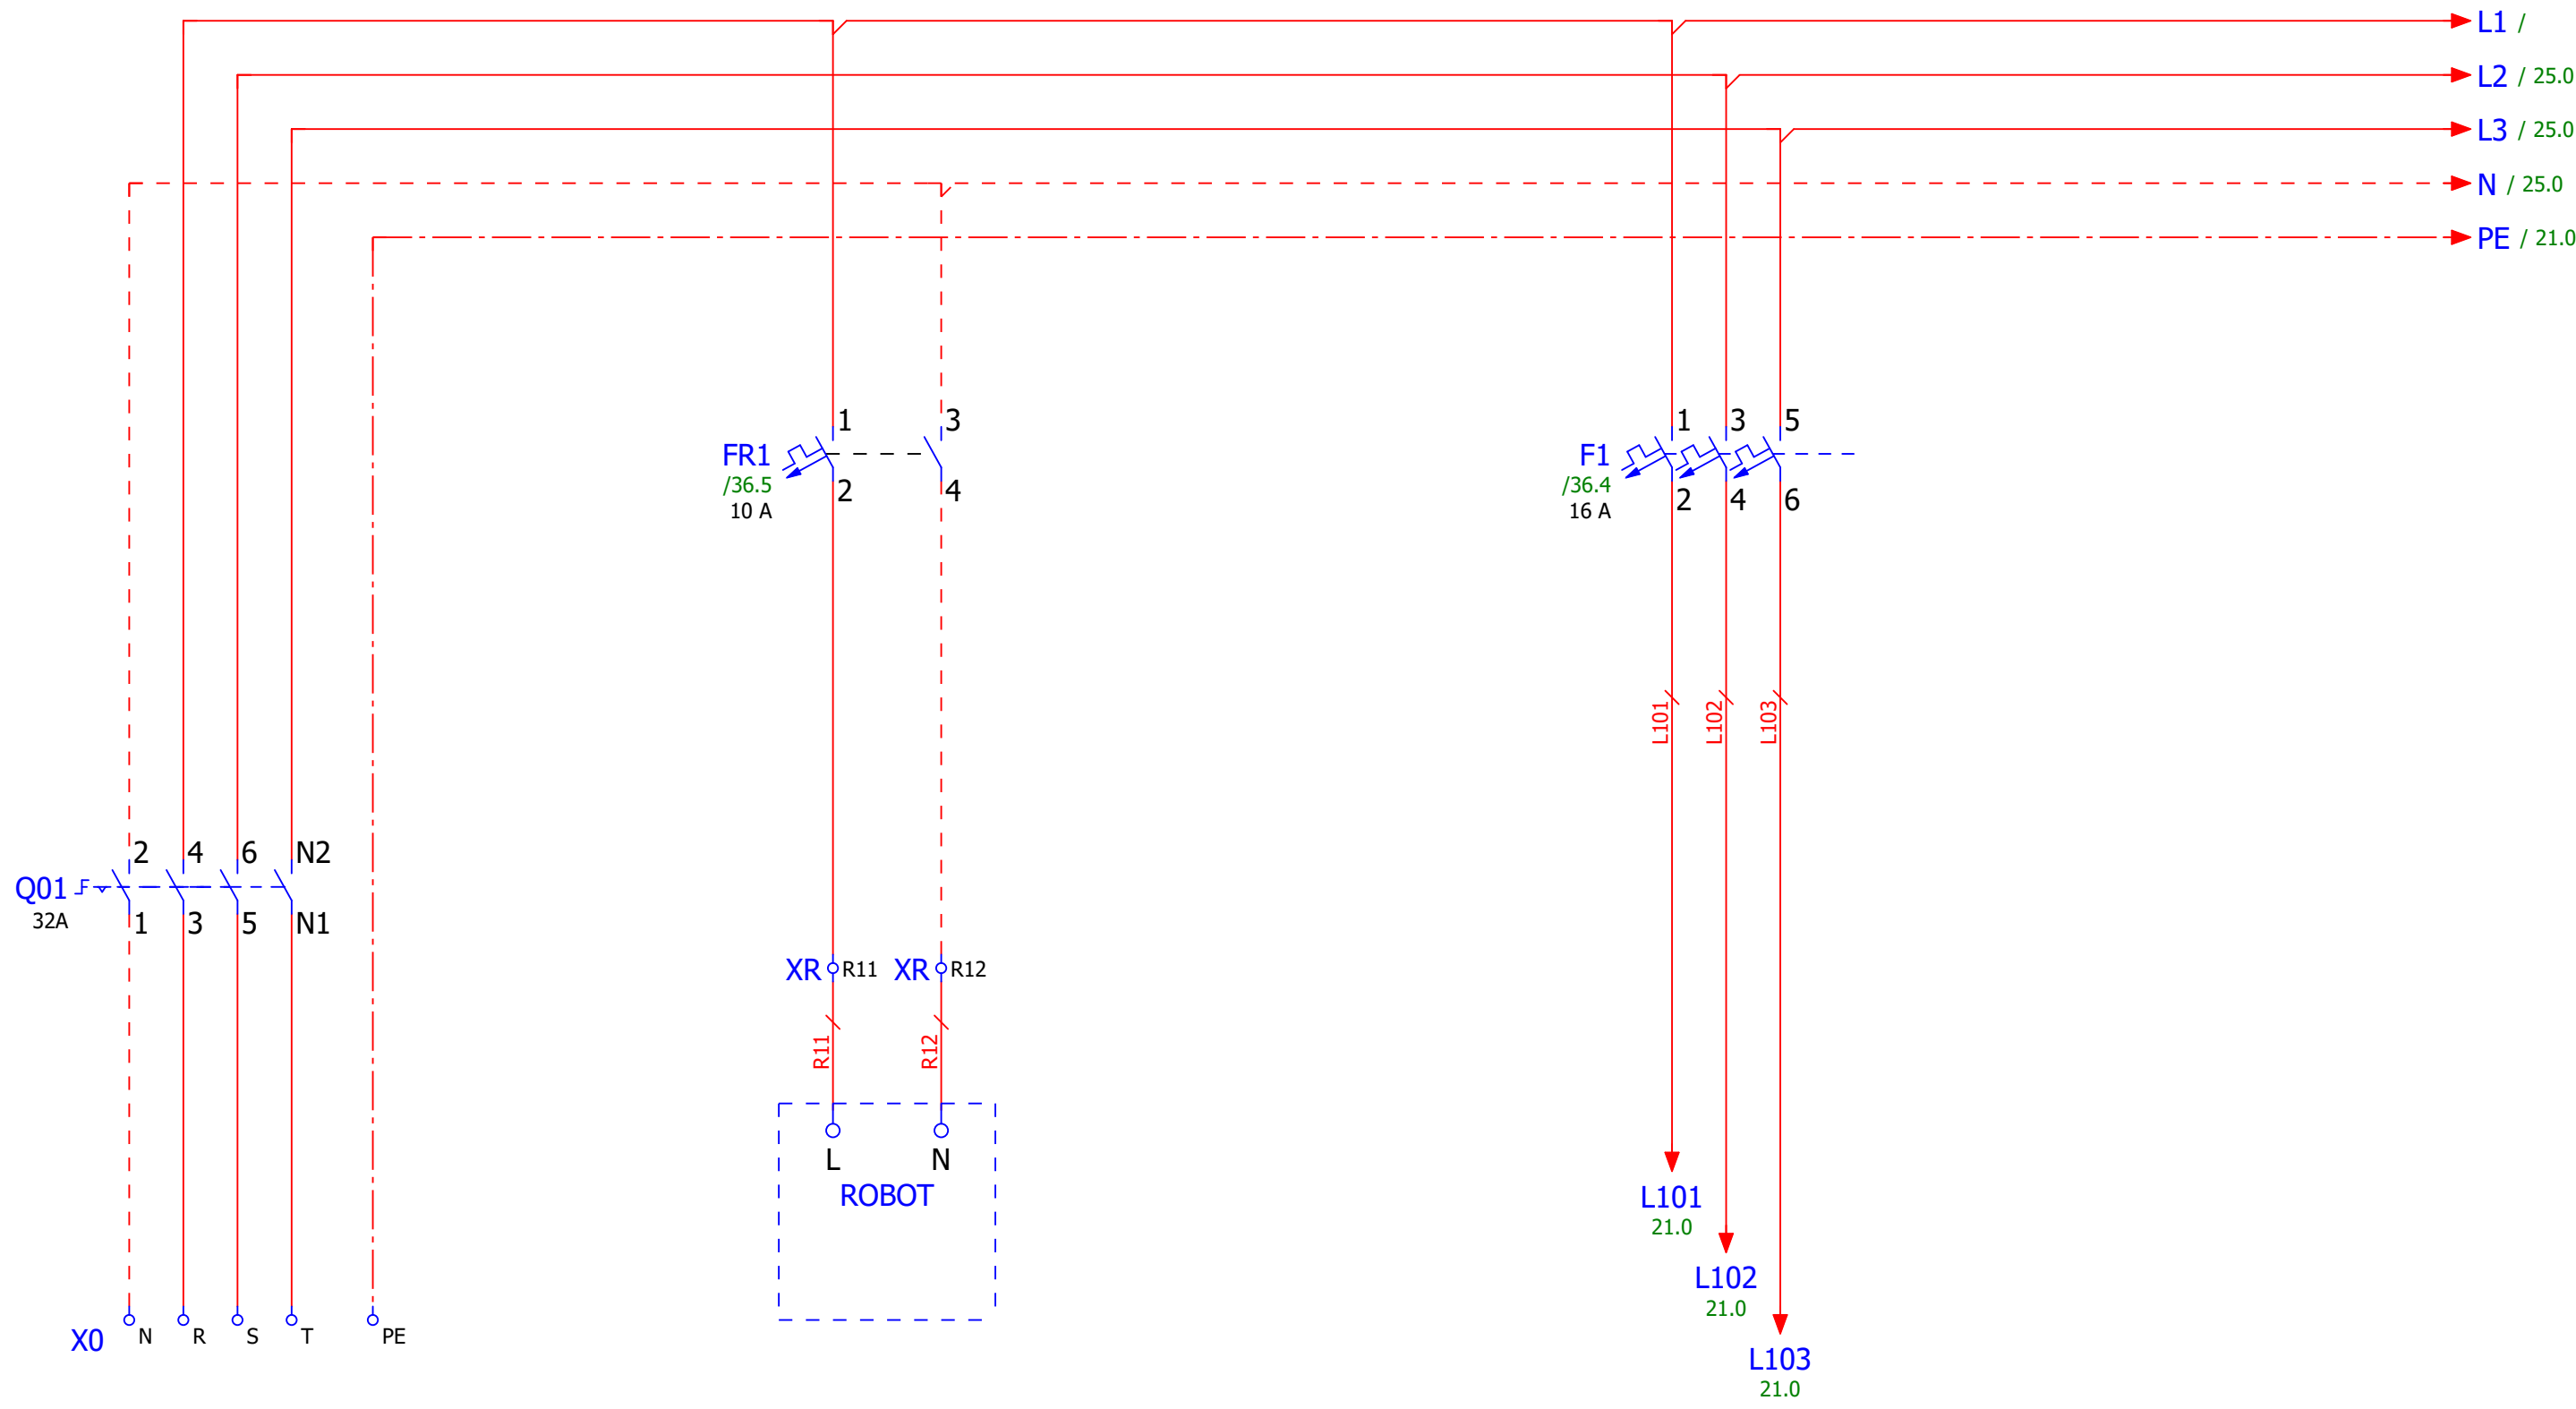 L1 /
L2 / 25.0
L3 / 25.0
N / 25.0
PE / 21.0
1 3
FR1
/36.5
10 A
2 4
1 3 5
F1
/36.4
16 A
2 4 6
L101 L102 L103
2 4 6 N2
Q01
32A
1 3 5 N1
XR R11 XR R12
R11 R12
L N
ROBOT
L101
21.0
L102
21.0
L103
21.0
X0 N R S T PE